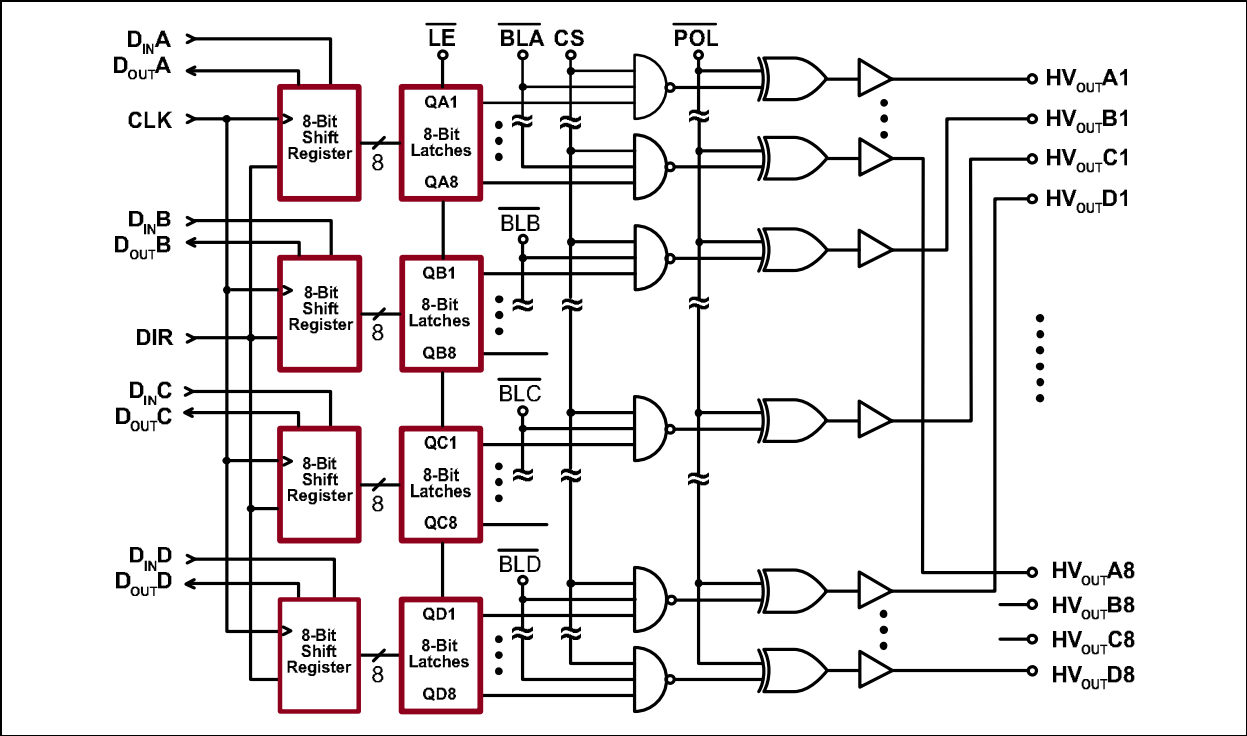 DINA
DOUTA
CLK
8-Bit
Shift
Register
8
LE
QA1
8-Bit
Latches
QA8
BLA
CS
POL
HVOUTA1
HVOUTB1
HVOUTC1
HVOUTD1
DINB
DOUTB
DIR
8-Bit
Shift
Register
8
QB1
8-Bit
Latches
QB8
BLB
DINC
DOUTC
8-Bit
Shift
Register
8
QC1
8-Bit
Latches
QC8
BLC
DIND
DOUTD
8-Bit
Shift
Register
8
QD1
8-Bit
Latches
QD8
BLD
HVOUTA8
HVOUTB8
HVOUTC8
HVOUTD8